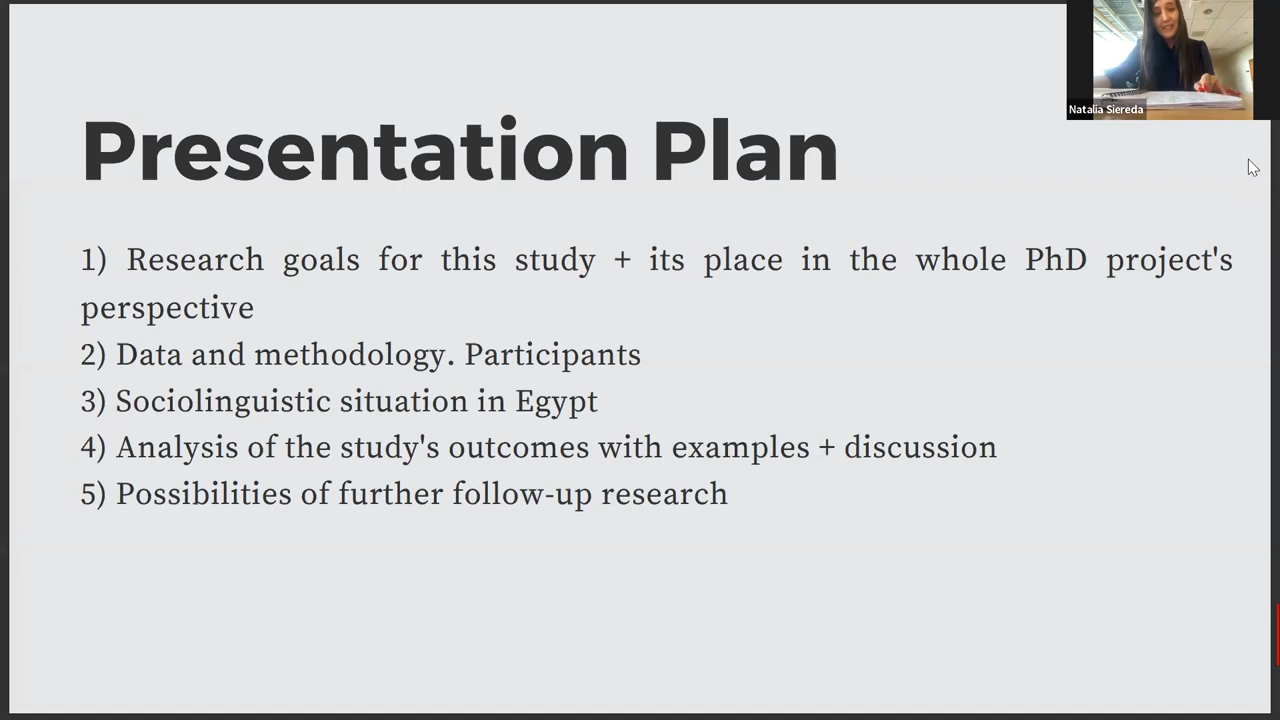 Natalia Siereda
Presentation Plan
1) Research goals for this study + its place in the whole PhD project's
perspective
2) Data and methodology. Participants
3) Sociolinguistic situation in Egypt
4) Analysis of the study's outcomes with examples + discussion
5) Possibilities of further follow-up research